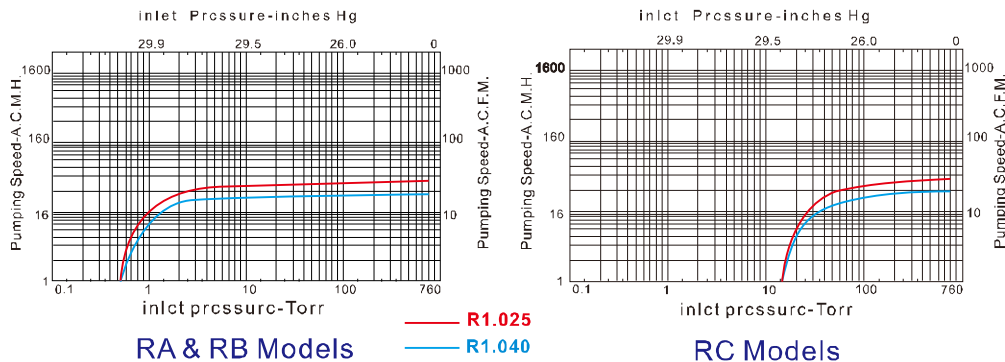 inlet Prcssure-inches Hg
29.9 29.5 26.0 0
1600 1000
160 100
16 10
1
Pumping Speed-A.C.M.H.
Pumping Speed-A.C.F.M.
0.1 1 10 100 760
inlct prcssurc-Torr
RA & RB Models
inlet Prcssure-inches Hg
29.9 29.5 26.0 0
1600 1000
160 100
16 10
1
Pumping Speed-A.C.M.H.
Pumping Speed-A.C.F.M.
0.1 1 10 100 760
inlct pressurc-Torr
RC Models
R1.025
R1.040